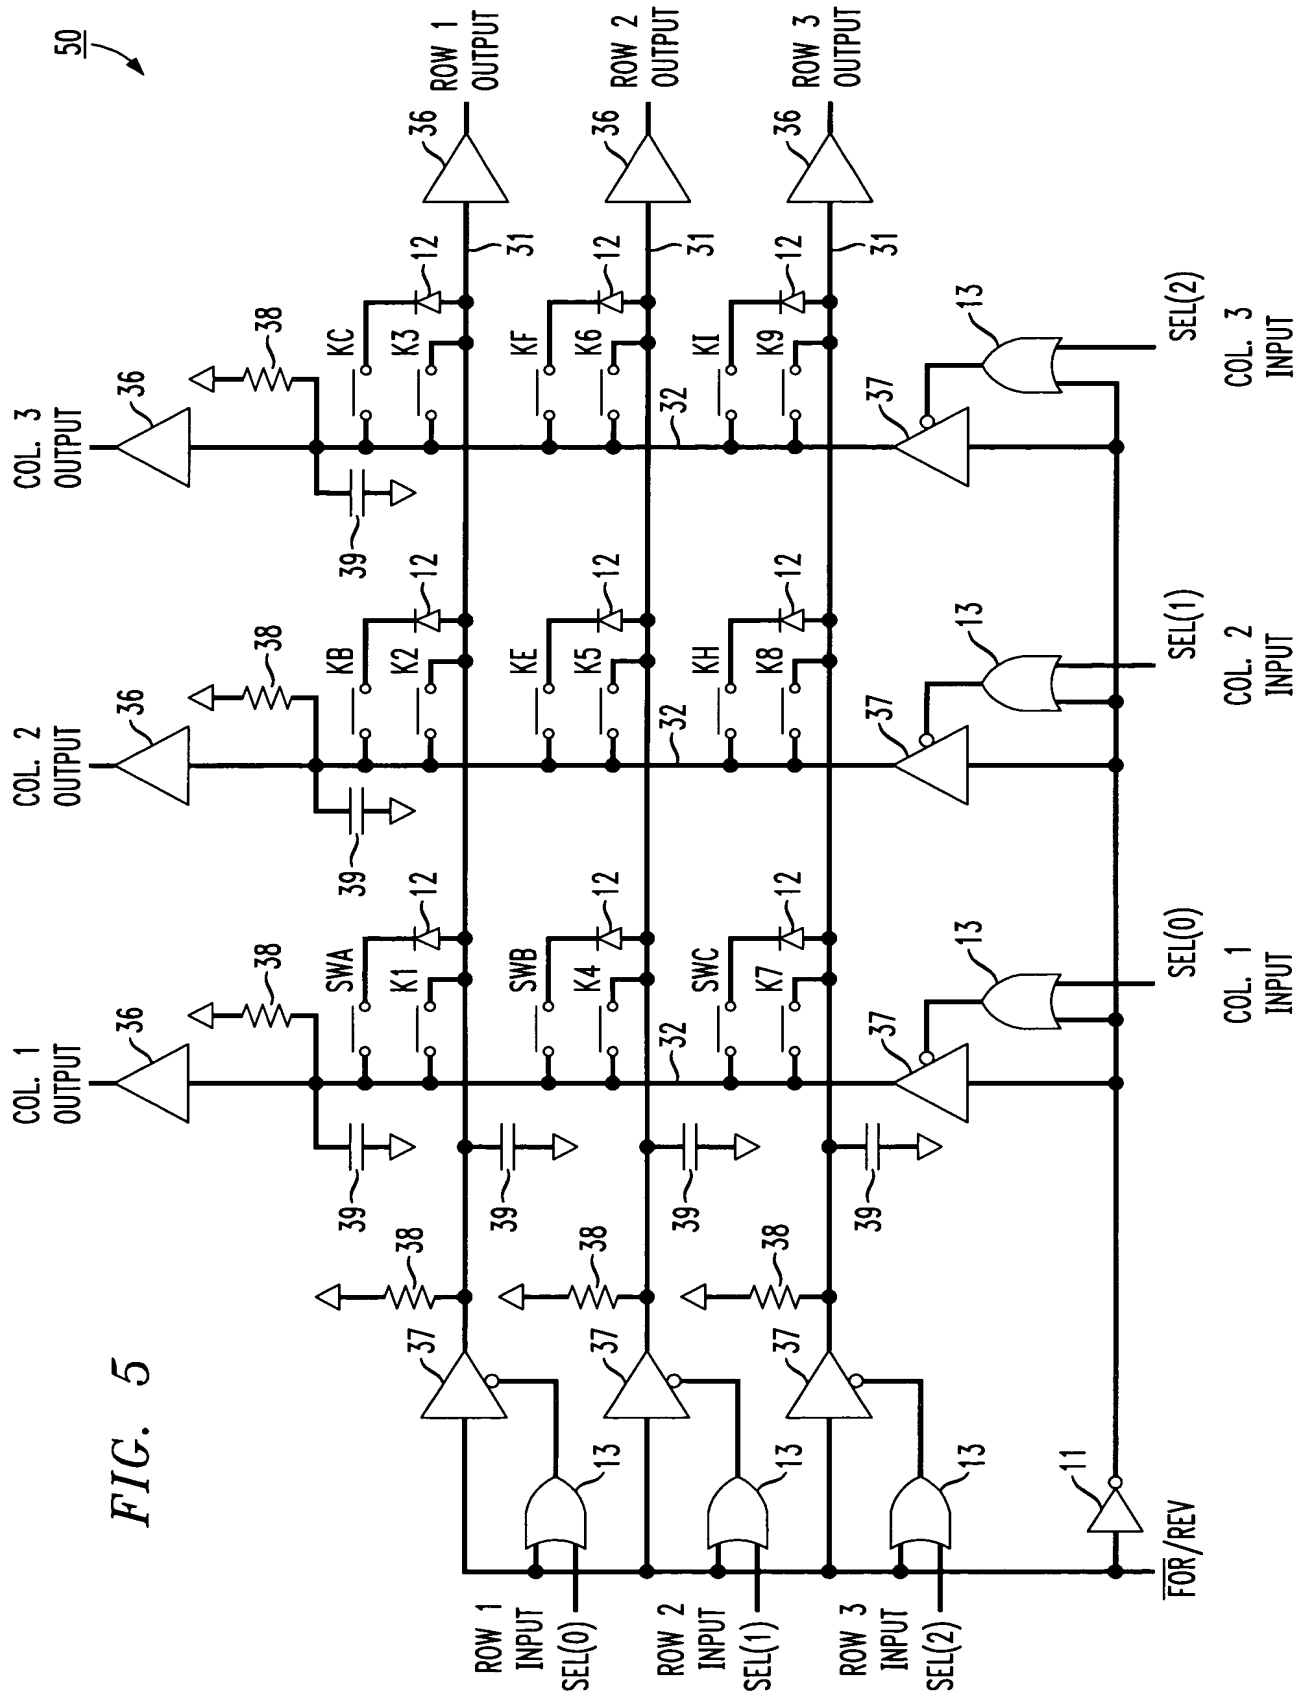 FIG. 5
50
COL. 1
OUTPUT
COL. 2
OUTPUT
COL. 3
OUTPUT
36
36
36
38
38
38
39
39
39
SWA
K1
12
KB
K2
12
KC
K3
12
36
ROW 1
OUTPUT
37
38
39
31
ROW 1
INPUT
SEL(0)
13
SWB
K4
12
32
KE
K5
12
32
KF
K6
12
32
36
ROW 2
OUTPUT
37
38
39
31
ROW 2
INPUT
SEL(1)
13
SWC
K7
12
KH
K8
12
KI
K9
12
36
ROW 3
OUTPUT
37
38
39
31
ROW 3
INPUT
SEL(2)
13
37
13
37
13
37
13
11
FOR/REV
SEL(0)
COL. 1
INPUT
SEL(1)
COL. 2
INPUT
SEL(2)
COL. 3
INPUT